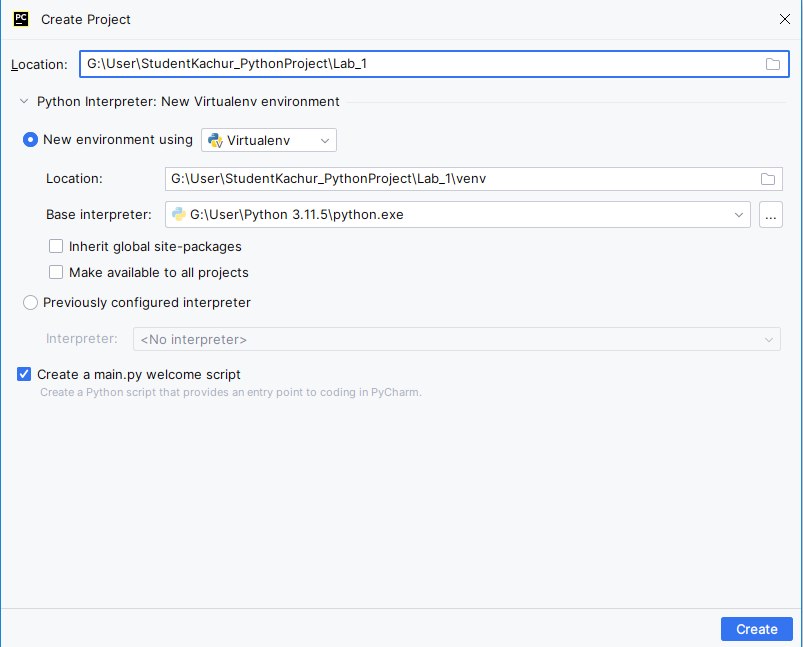 PC Create Project
Location: G:\User\StudentKachur_PythonProject\Lab_1
Python Interpreter: New Virtualenv environment
New environment using Virtualenv
Location: G:\User\StudentKachur_PythonProject\Lab_1\venv
Base interpreter: G:\User\Python 3.11.5\python.exe ...
Inherit global site-packages
Make available to all projects
Previously configured interpreter
Interpreter: <No interpreter>
Create a main.py welcome script
Create a Python script that provides an entry point to coding in PyCharm.
Create